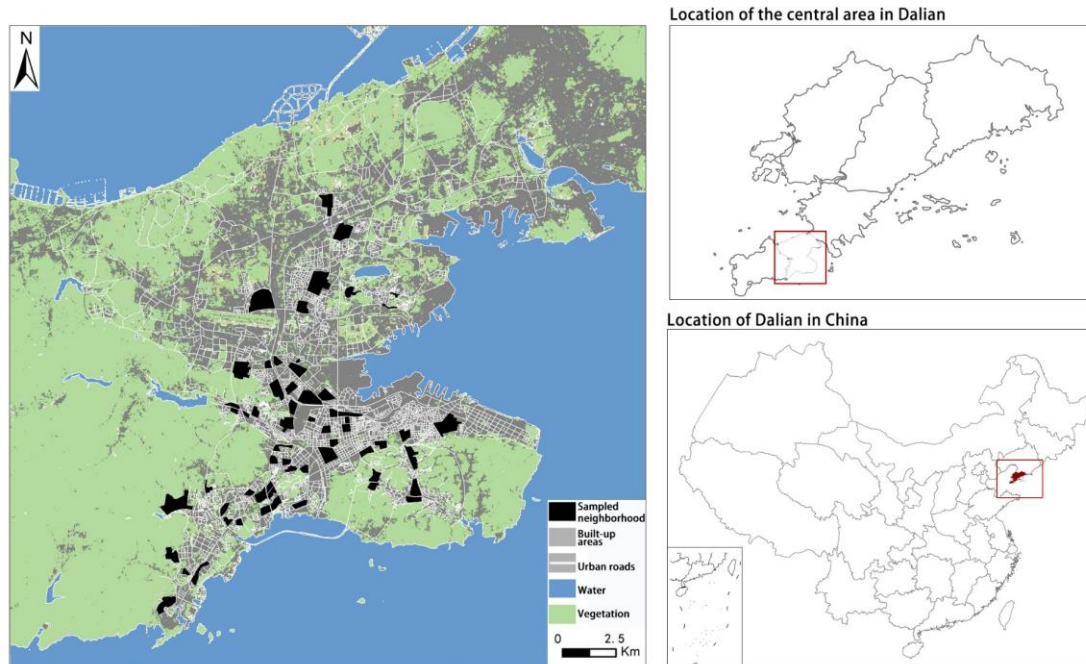 Location of the central area in Dalian
N
Location of Dalian in China
Sampled
neighborhood
Built-up
areas
Urban roads
Water
Vegetation
0 2.5
Km